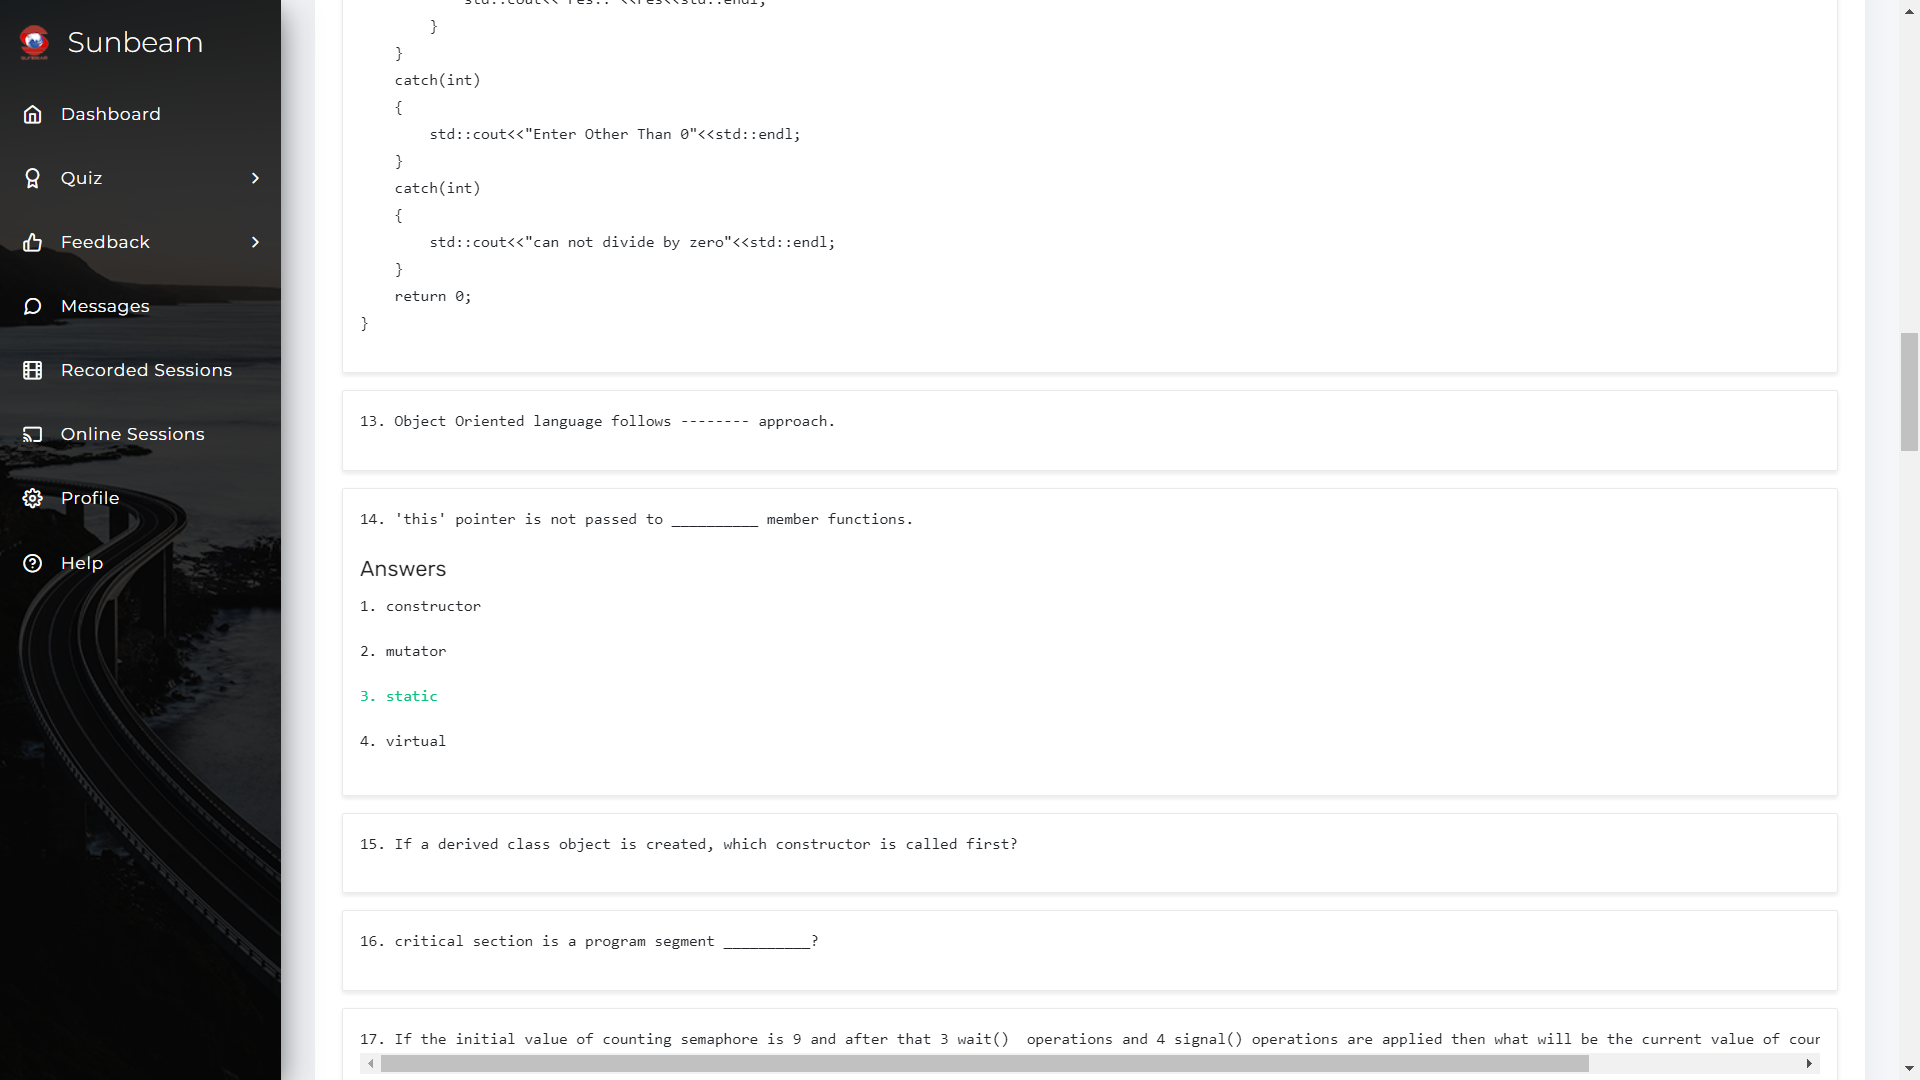 Sunbeam
Dashboard
Quiz
Feedback
Messages
Recorded Sessions
Online Sessions
Profile
Help
}
}
catch(int)
{
std::cout<<"Enter Other Than 0"<<std::endl;
}
catch(int)
{
std::cout<<"can not divide by zero"<<std::endl;
}
return 0;
}
13. Object Oriented language follows -------- approach.
14. 'this' pointer is not passed to __________ member functions.
Answers
1. constructor
2. mutator
3. static
4. virtual
15. If a derived class object is created, which constructor is called first?
16. critical section is a program segment __________?
17. If the initial value of counting semaphore is 9 and after that 3 wait()  operations and 4 signal() operations are applied then what will be the current value of